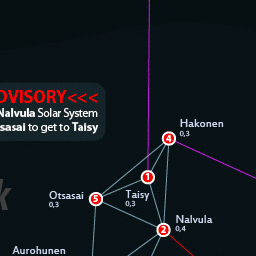 OVISORY<<<
Nalvula Solar System
sasai to get to Taisy
Hakonen
4
0,3
1
Taisy
0,3
Otsasai
5
0,3
Nalvula
2
0,4
k
Aurohunen